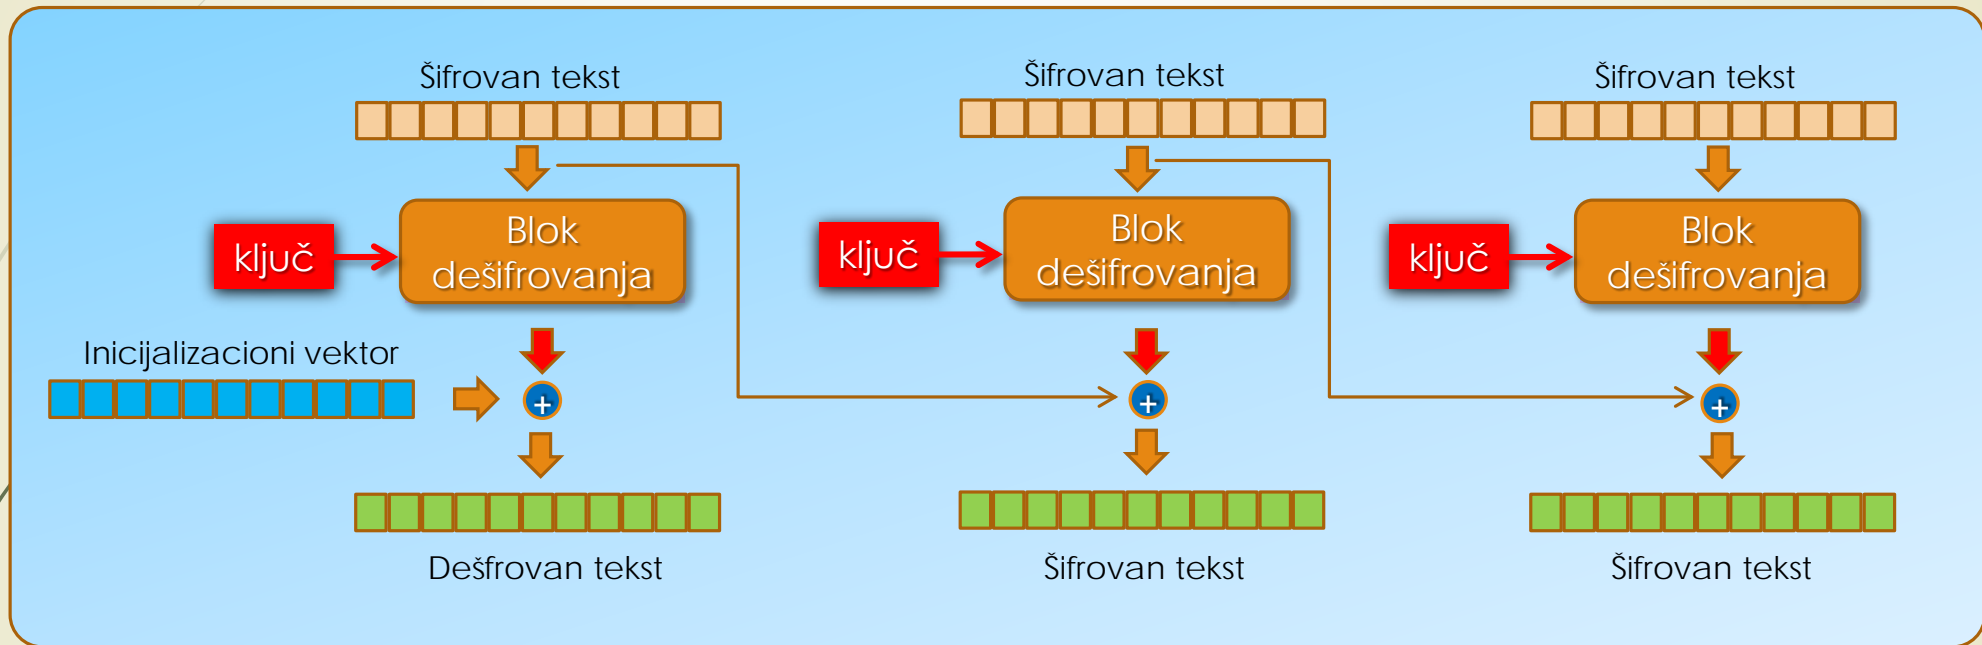 Šifrovan tekst
Šifrovan tekst
Šifrovan tekst
ključ
Blok
dešifrovanja
ključ
Blok
dešifrovanja
ključ
Blok
dešifrovanja
Inicijalizacioni vektor
+
+
+
Dešfrovan tekst
Šifrovan tekst
Šifrovan tekst